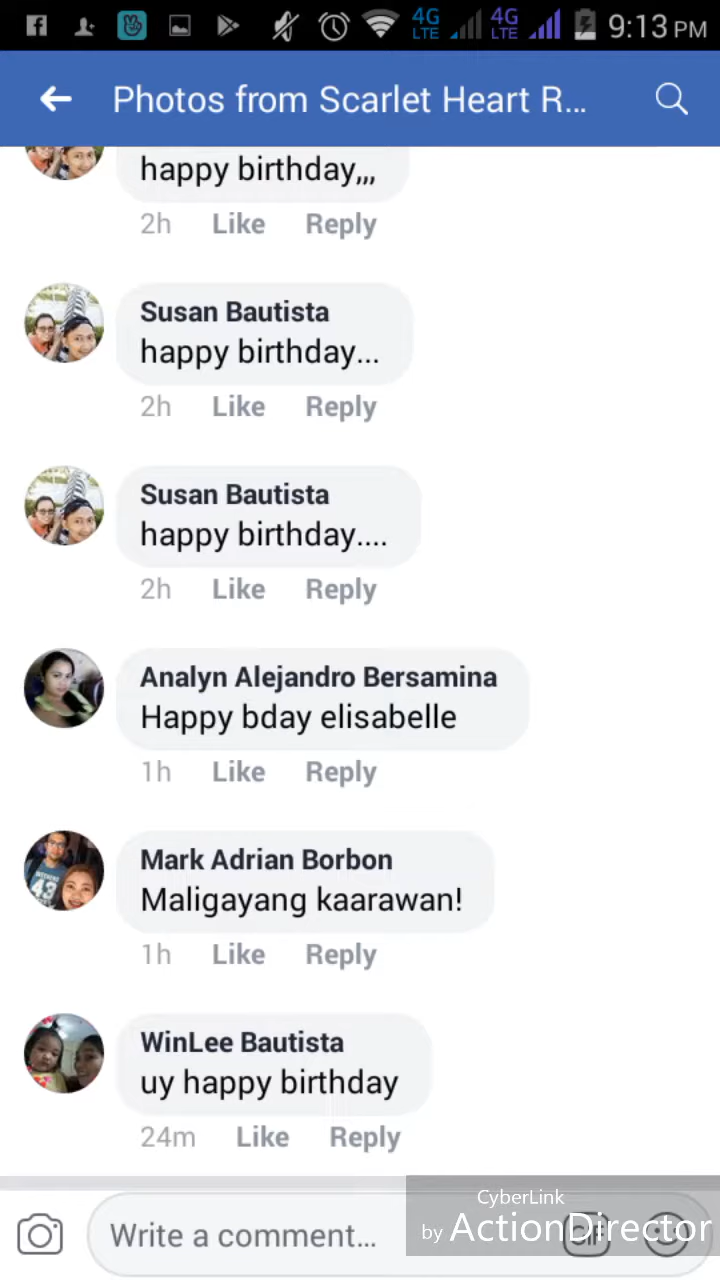 4G 4G 9:13 PM
LTE LTE
Photos from Scarlet Heart R...
happy birthday,,,
2h Like Reply
Susan Bautista
happy birthday...
2h Like Reply
Susan Bautista
happy birthday....
2h Like Reply
Analyn Alejandro Bersamina
Happy bday elisabelle
1h Like Reply
Mark Adrian Borbon
Maligayang kaarawan!
1h Like Reply
WinLee Bautista
uy happy birthday
24m Like Reply
Write a comment...
GIF
CyberLink
by ActionDirector